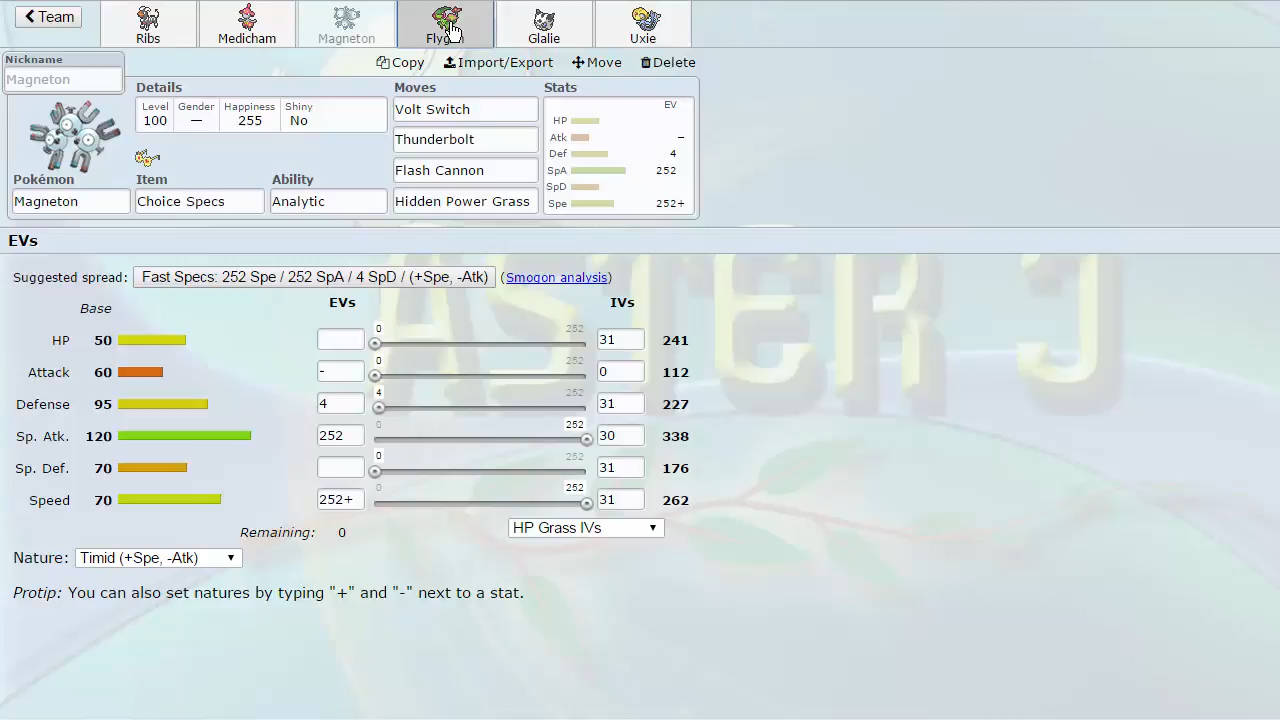 Team
Ribs
Medicham
Magneton
Glalie
Uxie
Nickname
Magneton
Copy
Import/Export
Move
Delete
Details
Level
100
Gender
—
Happiness
255
Shiny
No
Pokémon
Magneton
Item
Choice Specs
Ability
Analytic
Moves
Volt Switch
Thunderbolt
Flash Cannon
Hidden Power Grass
Stats
EV
HP
Atk –
Def 4
SpA 252
SpD
Spe 252+
EVs
Suggested spread: Fast Specs: 252 Spe / 252 SpA / 4 SpD / (+Spe, -Atk) (Smogon analysis)
Base EVs IVs
HP 50 0 252 31 241
Attack 60 - 0 252 0 112
Defense 95 4 4 252 31 227
Sp. Atk. 120 252 0 252 30 338
Sp. Def. 70 0 252 31 176
Speed 70 252+ 0 252 31 262
Remaining: 0 HP Grass IVs
Nature: Timid (+Spe, -Atk)
Protip: You can also set natures by typing "+" and "-" next to a stat.
ASTER J